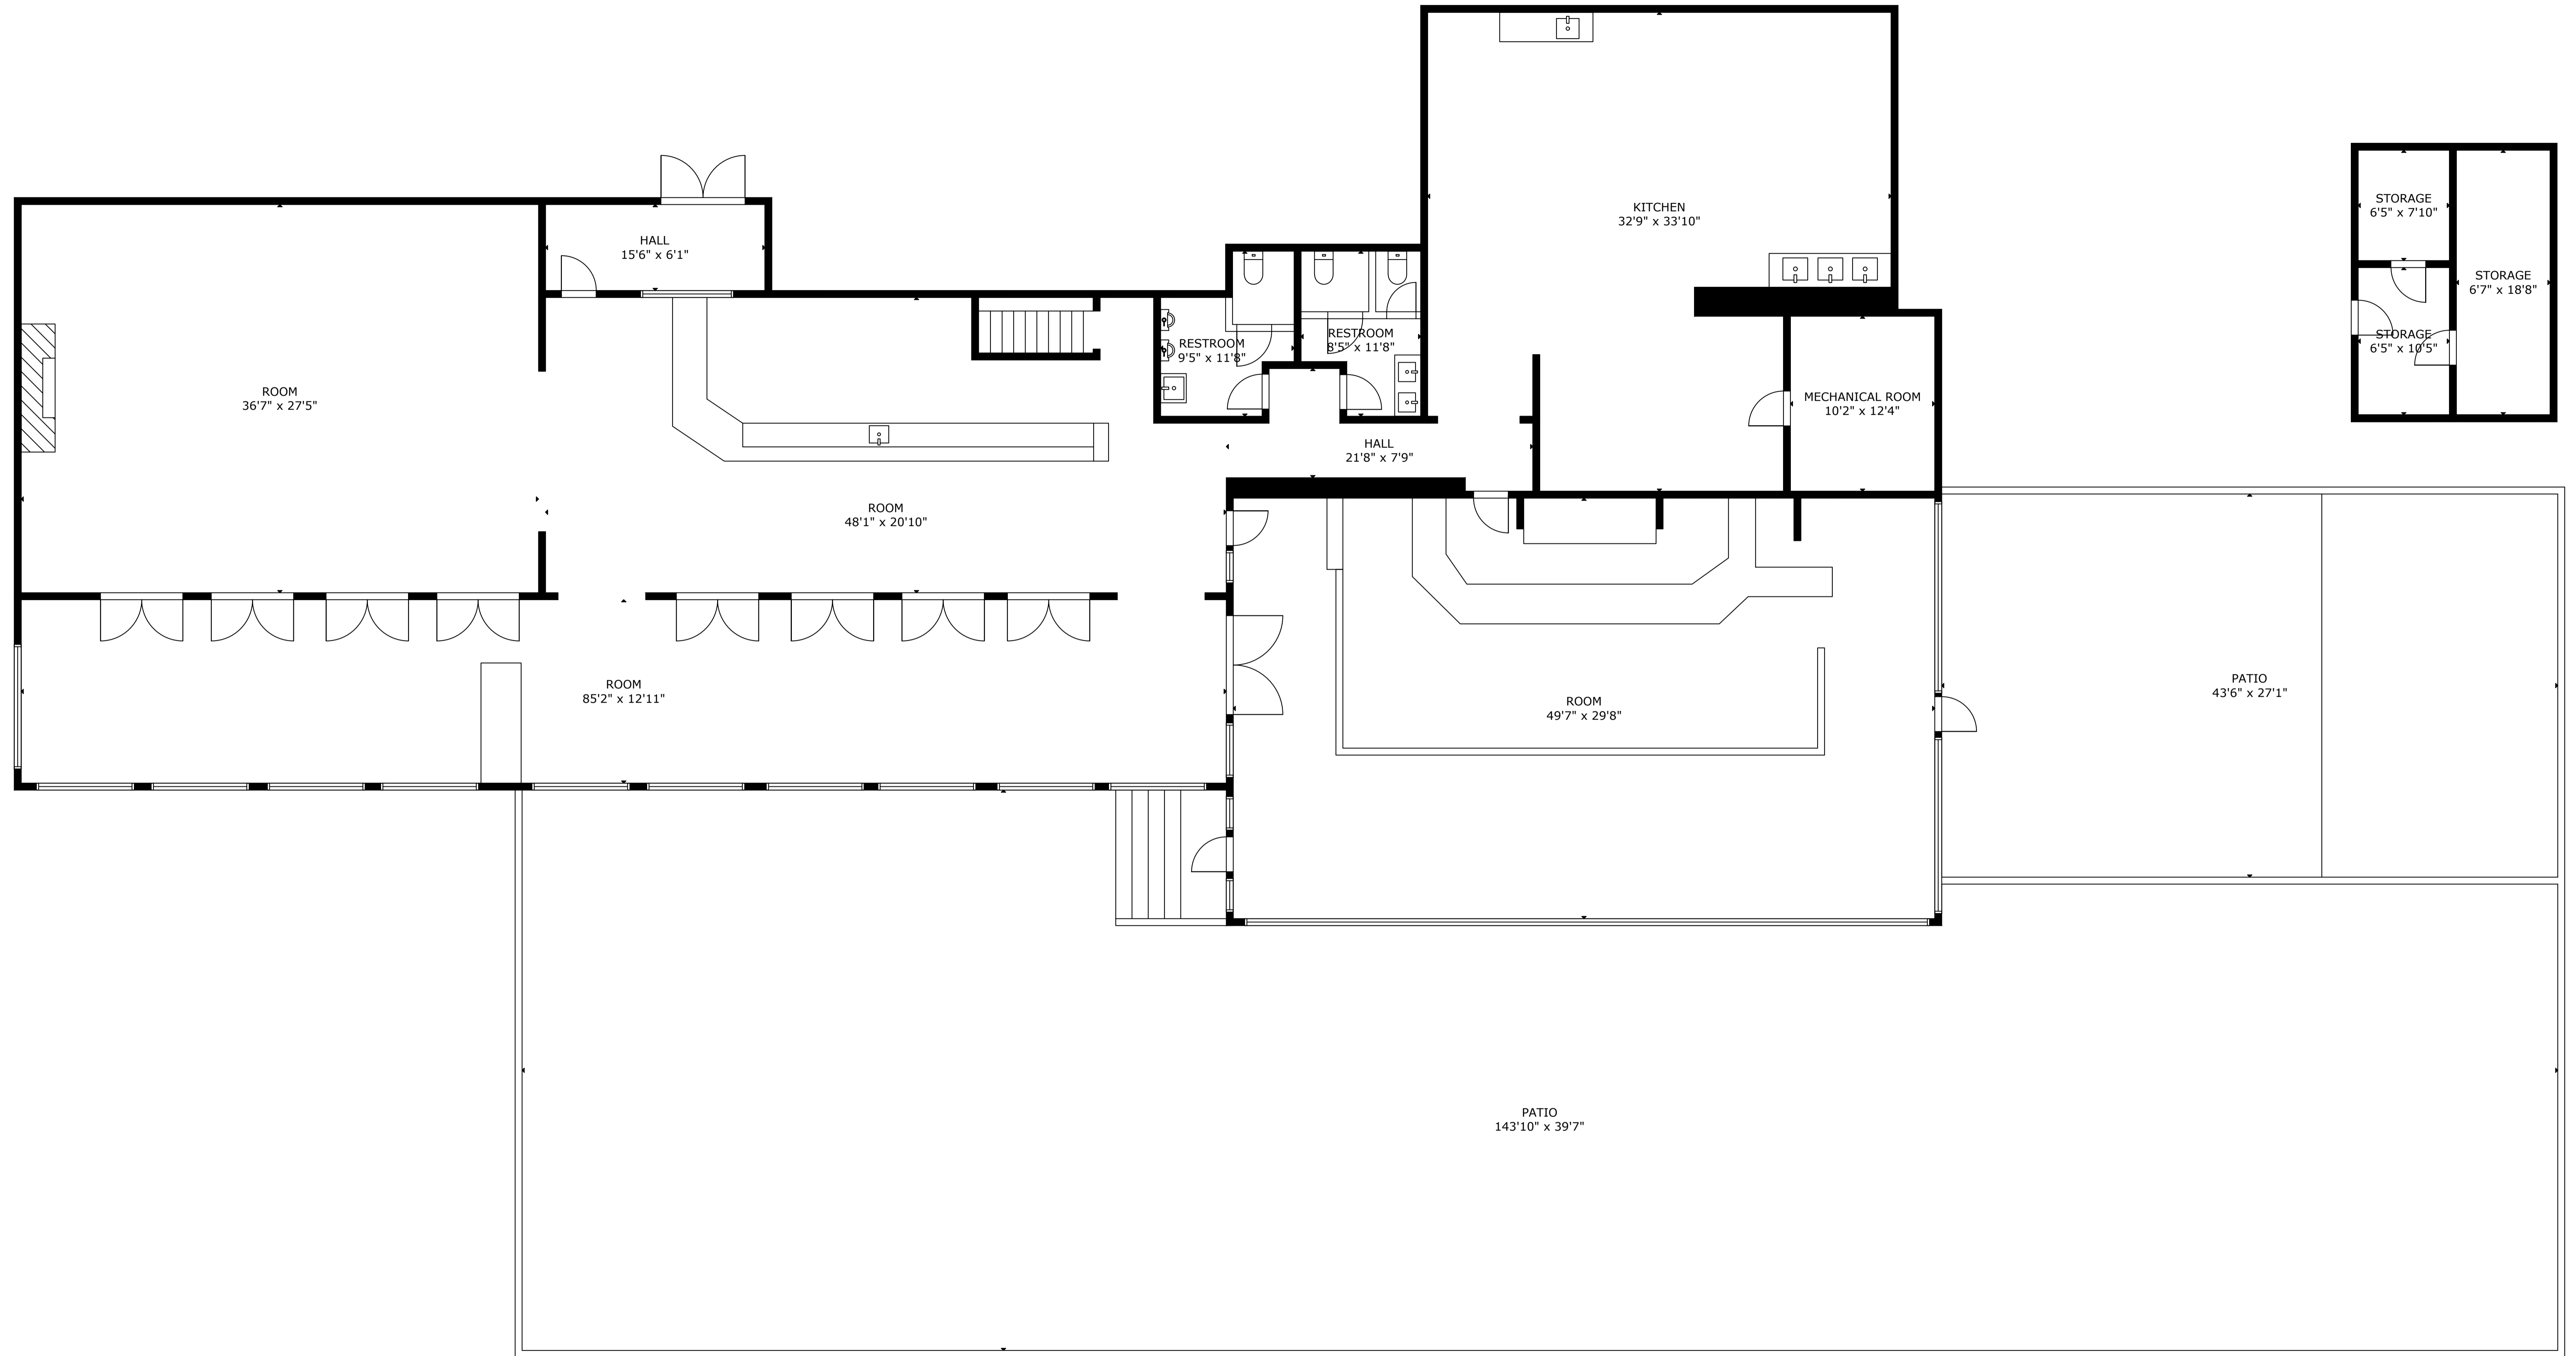 KITCHEN
32'9" x 33'10"
STORAGE
6'5" x 7'10"
HALL
15'6" x 6'1"
STORAGE
6'7" x 18'8"
RESTROOM
9'5" x 11'8"
RESTROOM
8'5" x 11'8"
STORAGE
6'5" x 10'5"
ROOM
36'7" x 27'5"
MECHANICAL ROOM
10'2" x 12'4"
HALL
21'8" x 7'9"
ROOM
48'1" x 20'10"
ROOM
85'2" x 12'11"
ROOM
49'7" x 29'8"
PATIO
43'6" x 27'1"
PATIO
143'10" x 39'7"